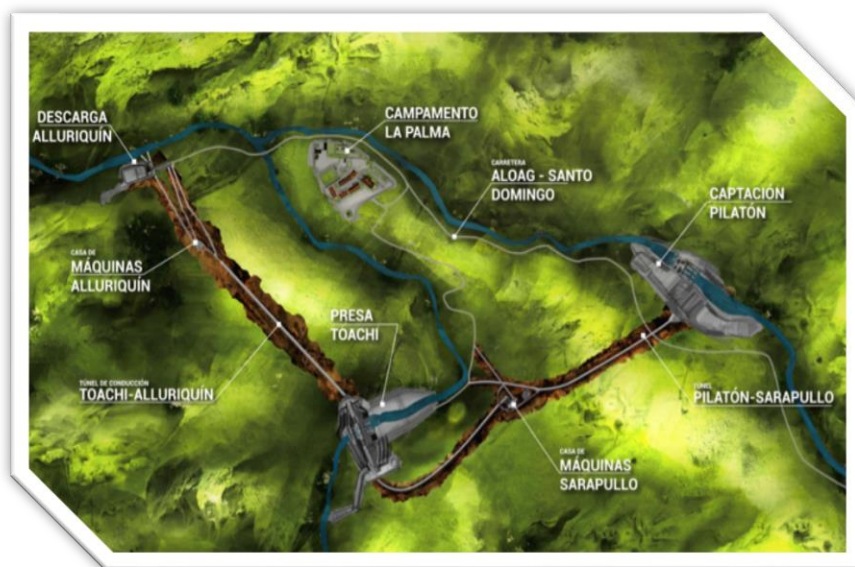 DESCARGA
ALLURIQUÍN
CAMPAMENTO
LA PALMA
CARRETERA
ALOAG - SANTO
DOMINGO
CAPTACIÓN
PILATÓN
CASA DE
MÁQUINAS
ALLURIQUÍN
PRESA
TOACHI
TÚNEL DE CONDUCCIÓN
TOACHI-ALLURIQUÍN
TÚNEL
PILATÓN-SARAPULLO
CASA DE
MÁQUINAS
SARAPULLO